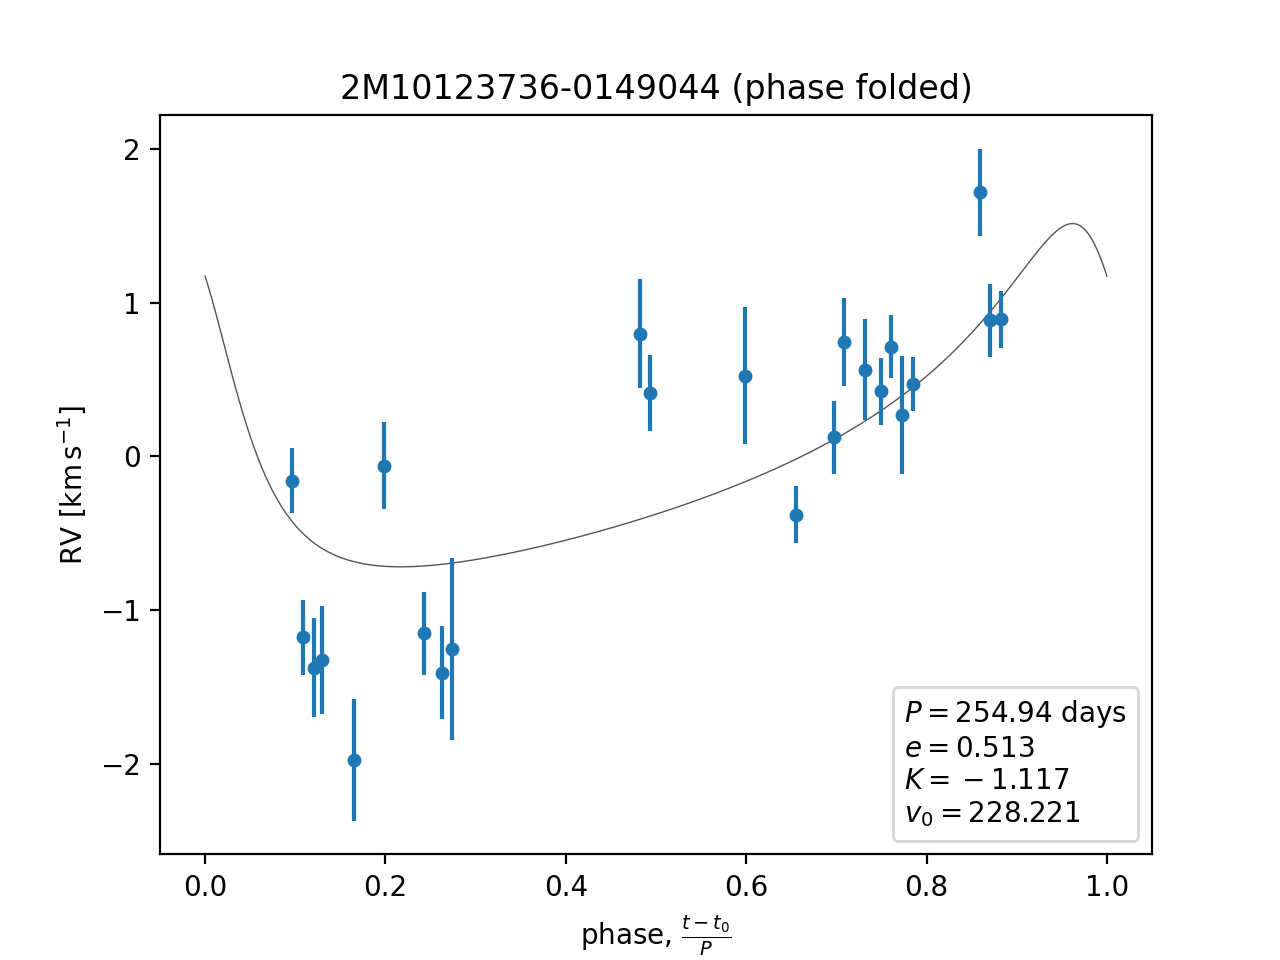 2M10123736-0149044 (phase folded)
2
1
0
−1
−2
RV [km s⁻¹]
P = 254.94 days
e = 0.513
K = −1.117
v₀ = 228.221
0.0 0.2 0.4 0.6 0.8 1.0
phase, (t − t₀)/P